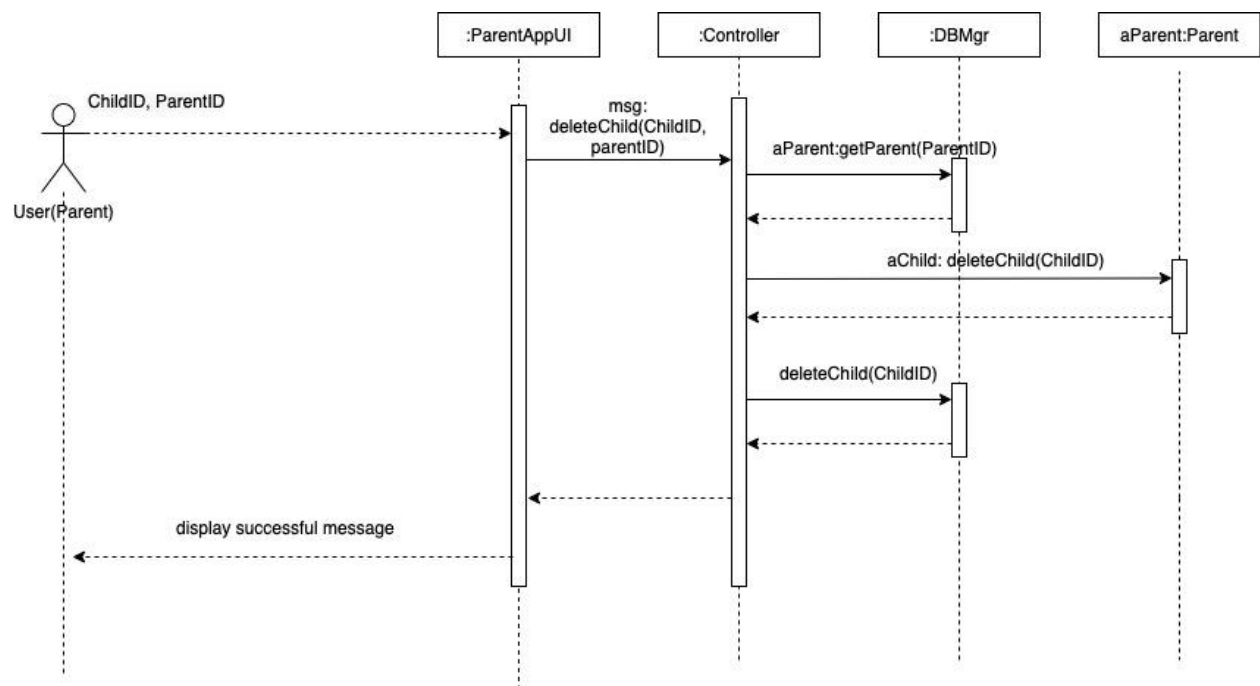 :ParentAppUI
:Controller
:DBMgr
aParent:Parent
ChildID, ParentID
msg:
deleteChild(ChildID,
parentID)
aParent:getParent(ParentID)
User(Parent)
aChild: deleteChild(ChildID)
deleteChild(ChildID)
display successful message